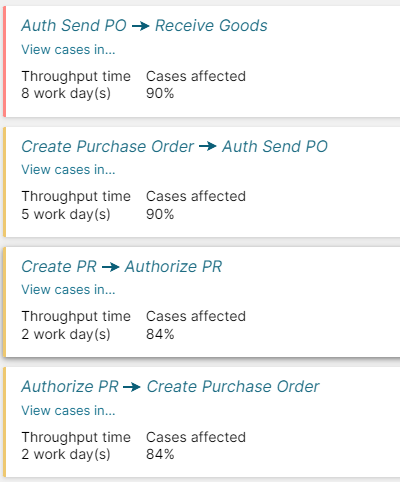 Auth Send PO → Receive Goods
View cases in...
Throughput time Cases affected
8 work day(s) 90%
Create Purchase Order → Auth Send PO
View cases in...
Throughput time Cases affected
5 work day(s) 90%
Create PR → Authorize PR
View cases in...
Throughput time Cases affected
2 work day(s) 84%
Authorize PR → Create Purchase Order
View cases in...
Throughput time Cases affected
2 work day(s) 84%